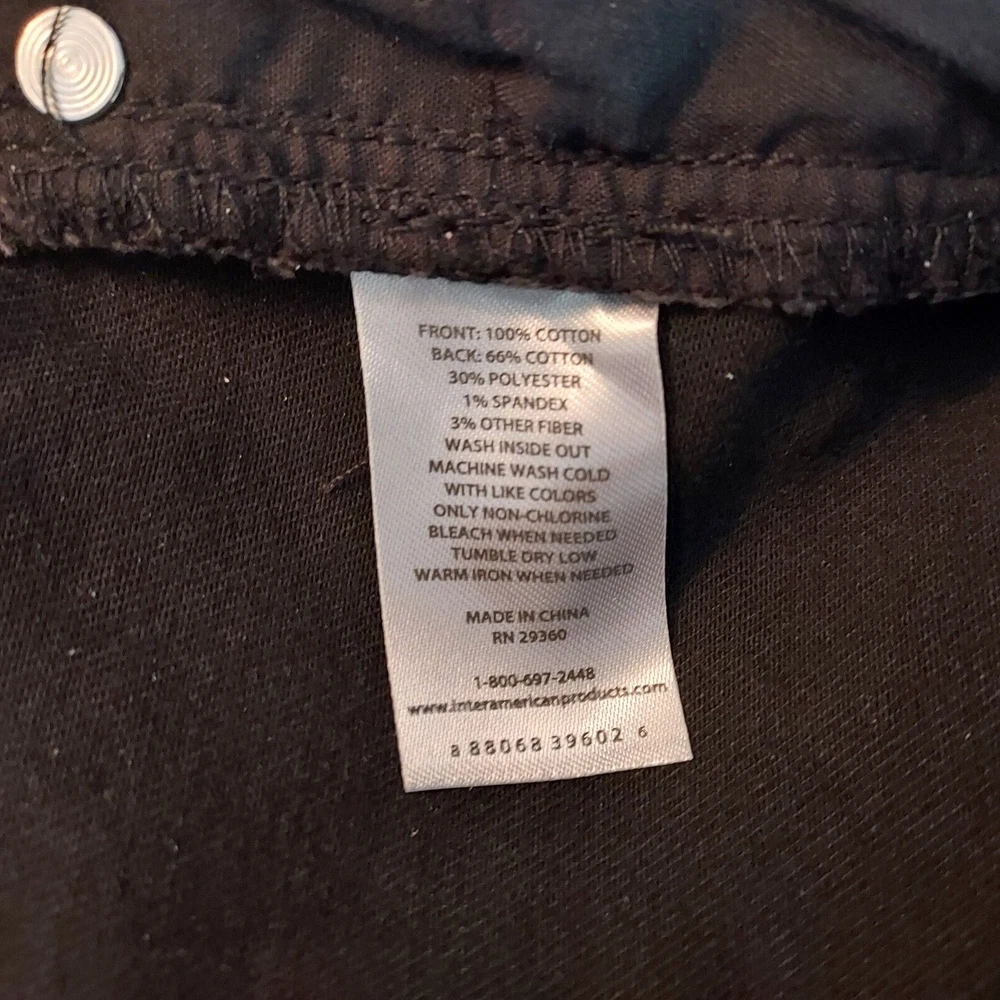 FRONT: 100% COTTON
BACK: 66% COTTON
30% POLYESTER
1% SPANDEX
3% OTHER FIBER
WASH INSIDE OUT
MACHINE WASH COLD
WITH LIKE COLORS
ONLY NON-CHLORINE
BLEACH WHEN NEEDED
TUMBLE DRY LOW
WARM IRON WHEN NEEDED
MADE IN CHINA
RN 29360
1-800-697-2448
www.interamericanproducts.com
8 88068 39602 6